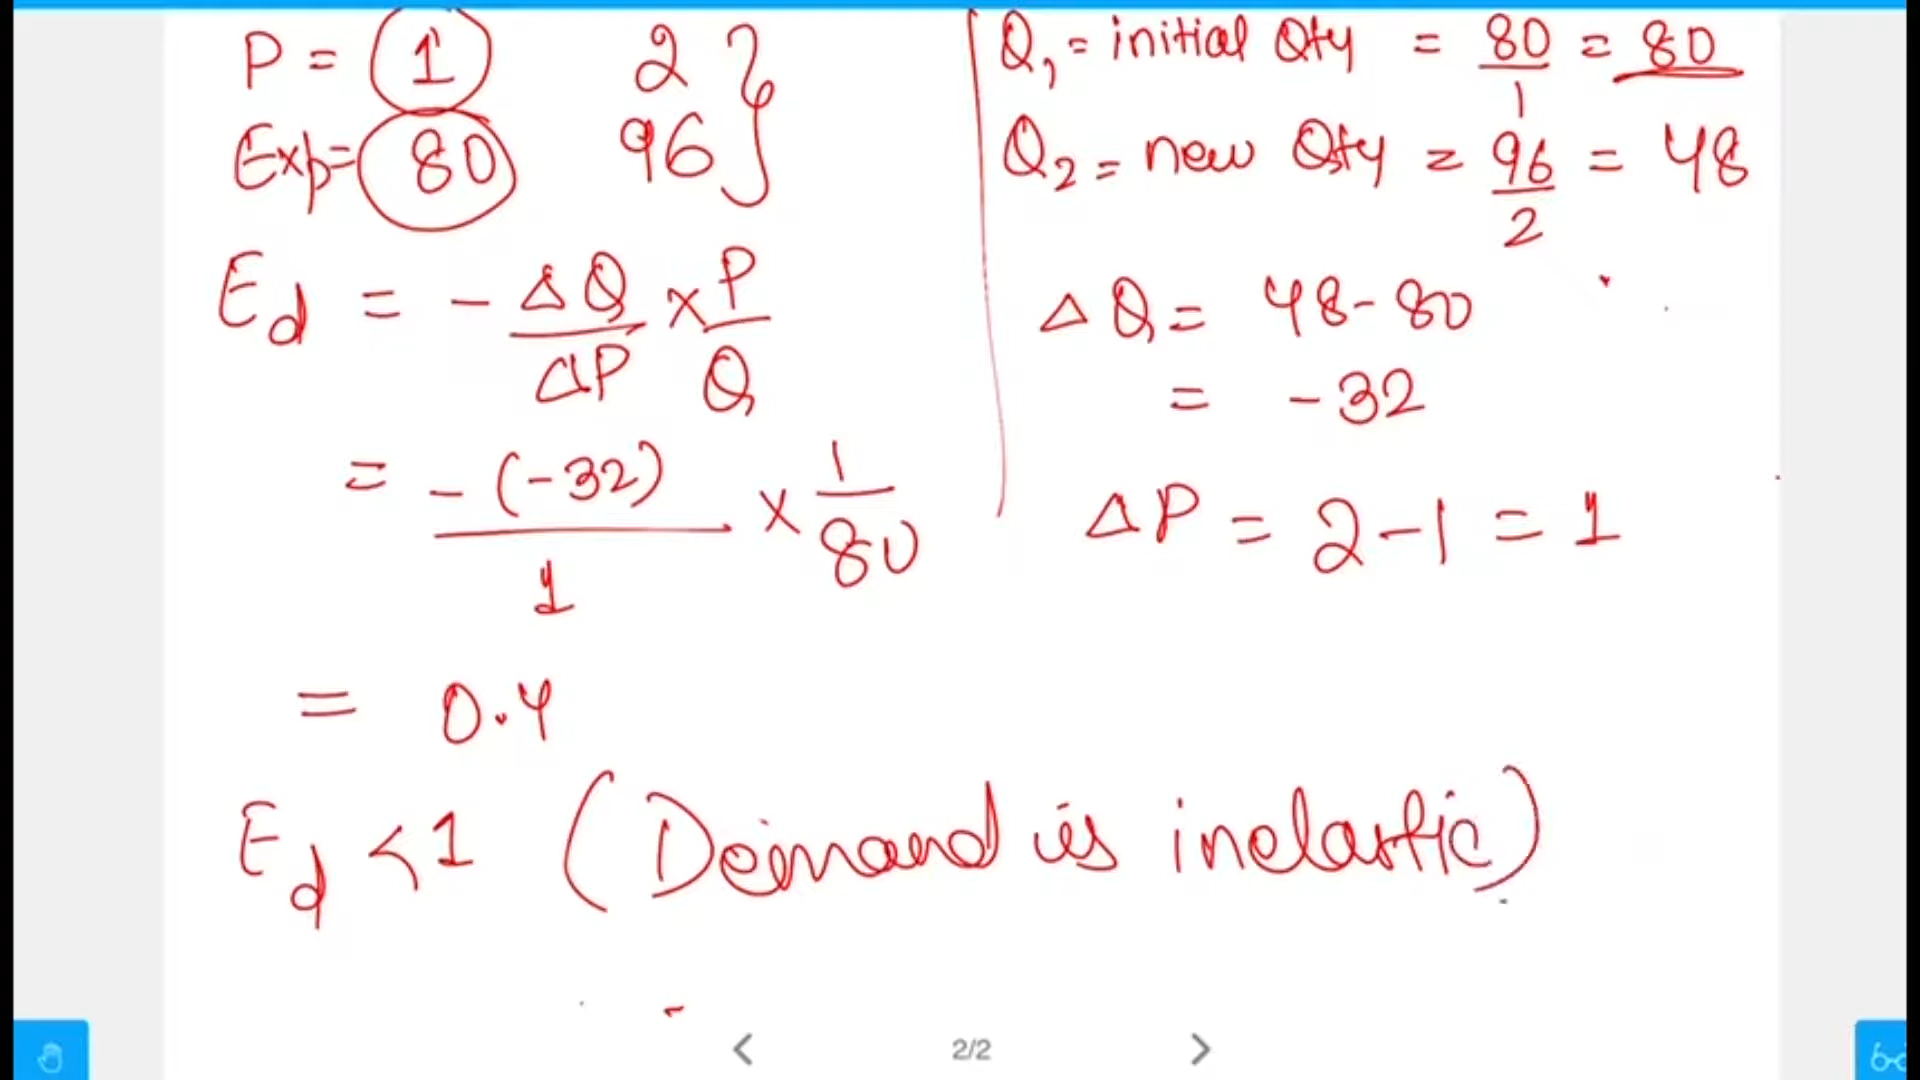 P = 1 2 }
Exp= 80 96
E_d = - ΔQ/ΔP × P/Q
= -(-32)/1 × 1/80
= 0.4
E_d < 1 (Demand is inelastic)
Q₁ = initial Qty = 80/1 = 80
Q₂ = new Qty = 96/2 = 48
ΔQ = 48-80
= -32
ΔP = 2-1 = 1
2/2